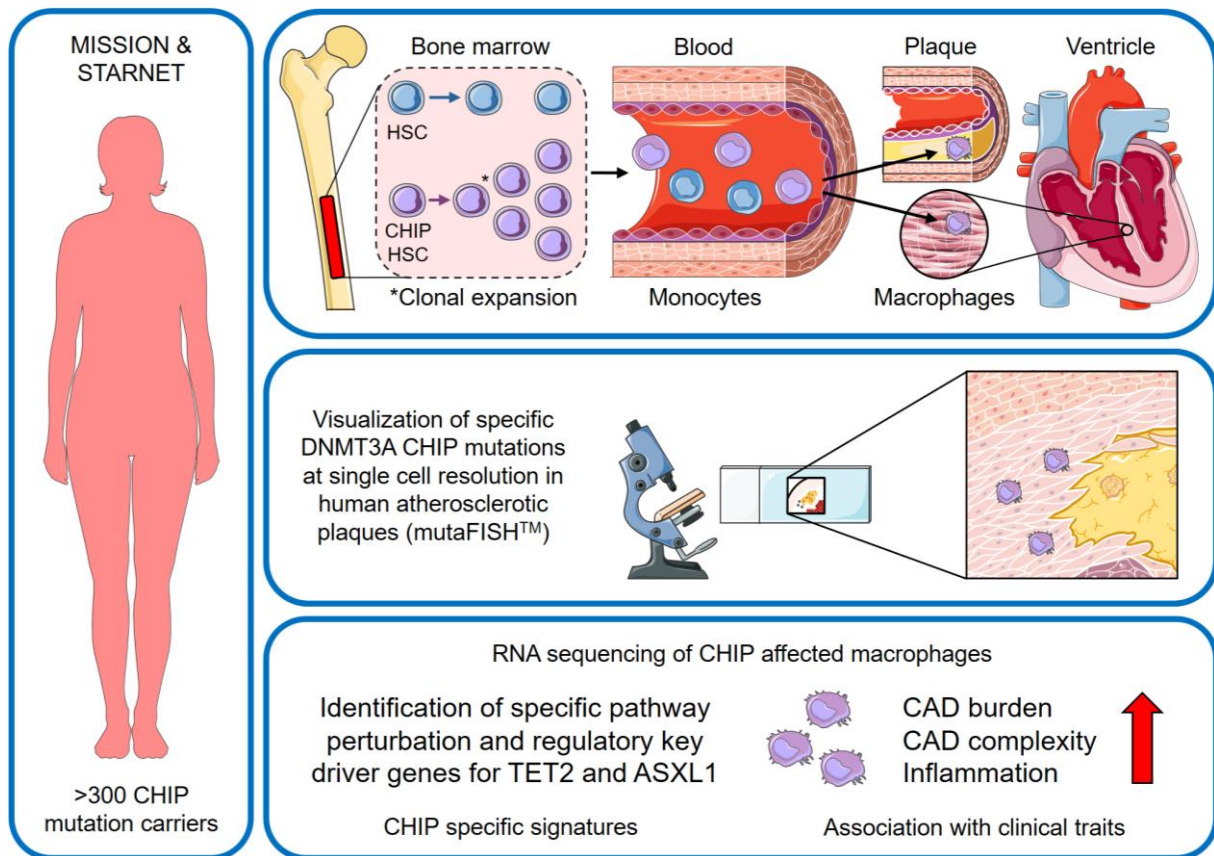 MISSION &
STARNET
>300 CHIP
mutation carriers
Bone marrow
Blood
Plaque
Ventricle
HSC
*
CHIP
HSC
*Clonal expansion
Monocytes
Macrophages
Visualization of specific
DNMT3A CHIP mutations
at single cell resolution in
human atherosclerotic
plaques (mutaFISH™)
RNA sequencing of CHIP affected macrophages
Identification of specific pathway
perturbation and regulatory key
driver genes for TET2 and ASXL1
CAD burden
CAD complexity
Inflammation
CHIP specific signatures
Association with clinical traits